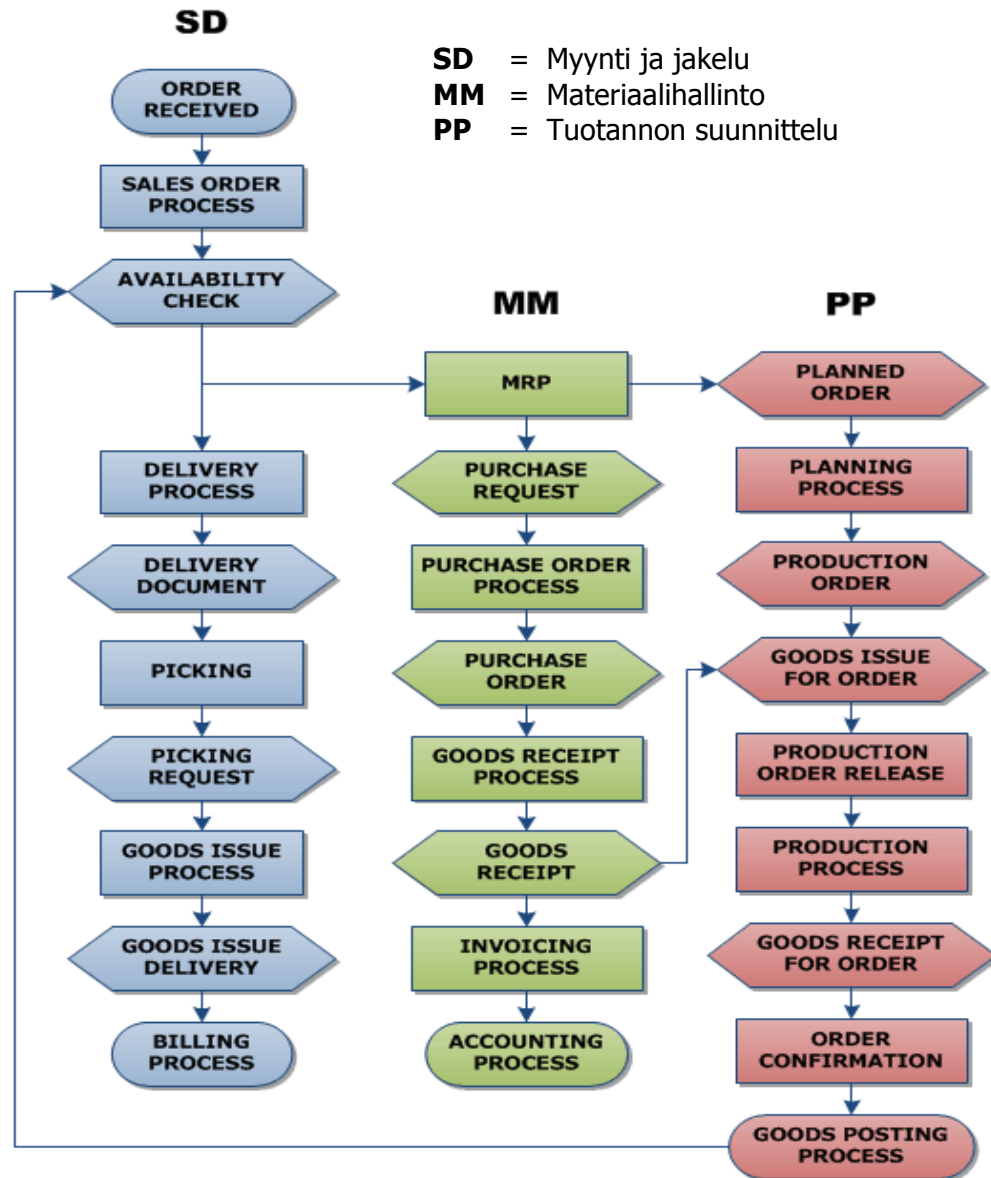 SD
SD = Myynti ja jakelu
MM = Materiaalihallinto
PP = Tuotannon suunnittelu
ORDER
RECEIVED
SALES ORDER
PROCESS
AVAILABILITY
CHECK
DELIVERY
PROCESS
DELIVERY
DOCUMENT
PICKING
PICKING
REQUEST
GOODS ISSUE
PROCESS
GOODS ISSUE
DELIVERY
BILLING
PROCESS
MM
MRP
PURCHASE
REQUEST
PURCHASE ORDER
PROCESS
PURCHASE
ORDER
GOODS RECEIPT
PROCESS
GOODS
RECEIPT
INVOICING
PROCESS
ACCOUNTING
PROCESS
PP
PLANNED
ORDER
PLANNING
PROCESS
PRODUCTION
ORDER
GOODS ISSUE
FOR ORDER
PRODUCTION
ORDER RELEASE
PRODUCTION
PROCESS
GOODS RECEIPT
FOR ORDER
ORDER
CONFIRMATION
GOODS POSTING
PROCESS